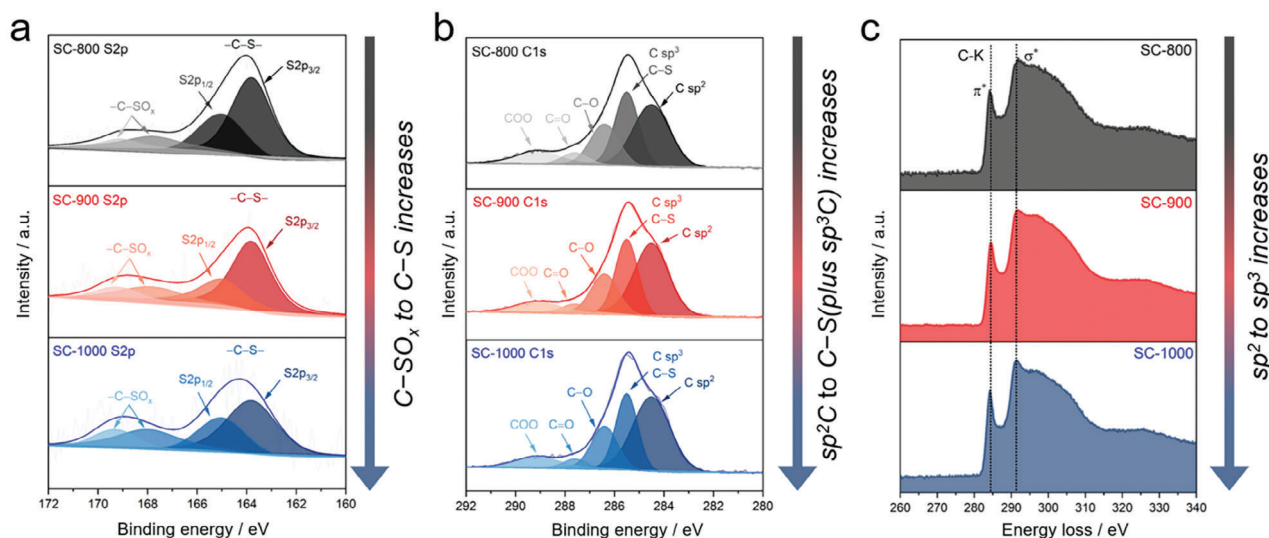 a
SC-800 S2p
–C–S–
S2p3/2
S2p1/2
–C–SOx
SC-900 S2p
–C–S–
S2p3/2
S2p1/2
–C–SOx
SC-1000 S2p
–C–S–
S2p3/2
S2p1/2
–C–SOx
Intensity / a.u.
172 170 168 166 164 162 160
Binding energy / eV
C–SOx to C–S increases
b
SC-800 C1s
C sp3
C–S
C sp2
C–O
C=O
COO
SC-900 C1s
C sp3
C–S
C sp2
C–O
C=O
COO
SC-1000 C1s
C sp3
C–S
C sp2
C–O
C=O
COO
Intensity / a.u.
292 290 288 286 284 282 280
Binding energy / eV
sp2C to C–S(plus sp3C) increases
c
SC-800
C-K
σ*
π*
SC-900
SC-1000
Intensity / a.u.
260 270 280 290 300 310 320 330 340
Energy loss / eV
sp2 to sp3 increases